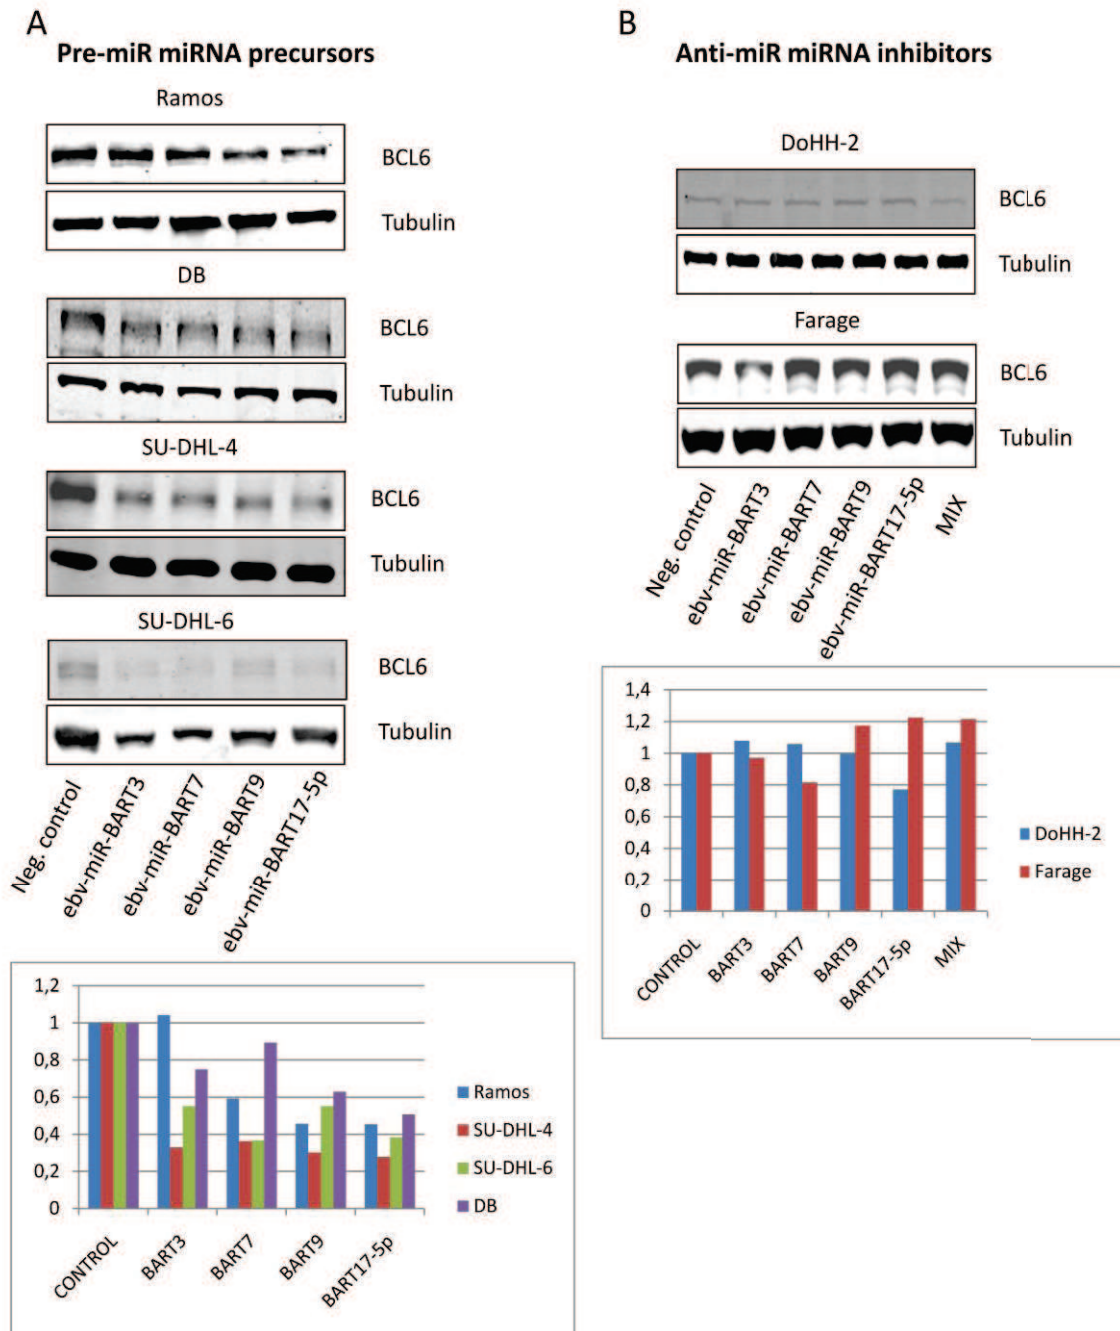 A
Pre-miR miRNA precursors
Ramos
BCL6
Tubulin
DB
BCL6
Tubulin
SU-DHL-4
BCL6
Tubulin
SU-DHL-6
BCL6
Tubulin
Neg. control
ebv-miR-BART3
ebv-miR-BART7
ebv-miR-BART9
ebv-miR-BART17-5p
1,2
1
0,8
0,6
0,4
0,2
0
CONTROL
BART3
BART7
BART9
BART17-5p
Ramos
SU-DHL-4
SU-DHL-6
DB
B
Anti-miR miRNA inhibitors
DoHH-2
BCL6
Tubulin
Farage
BCL6
Tubulin
Neg. control
ebv-miR-BART3
ebv-miR-BART7
ebv-miR-BART9
ebv-miR-BART17-5p
MIX
1,4
1,2
1
0,8
0,6
0,4
0,2
0
CONTROL
BART3
BART7
BART9
BART17-5p
MIX
DoHH-2
Farage